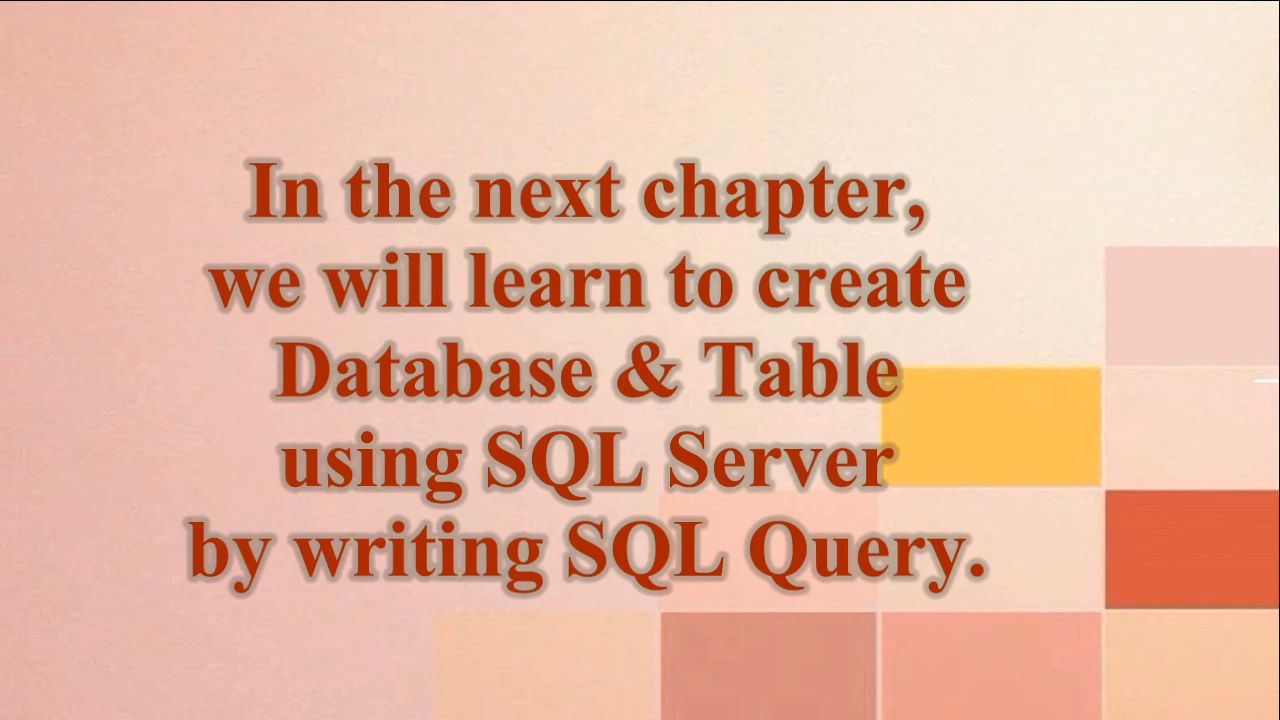 In the next chapter,
we will learn to create
Database & Table
using SQL Server
by writing SQL Query.